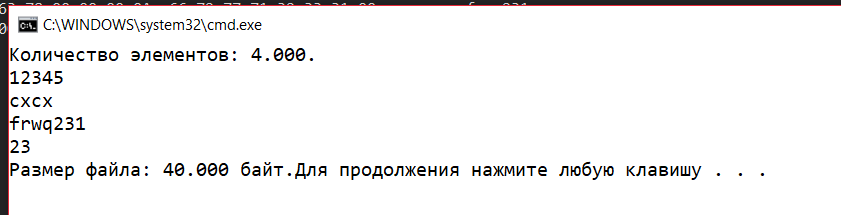 C:\WINDOWS\system32\cmd.exe
Количество элементов: 4.000.
12345
cxcx
frwq231
23
Размер файла: 40.000 байт.Для продолжения нажмите любую клавишу . . .